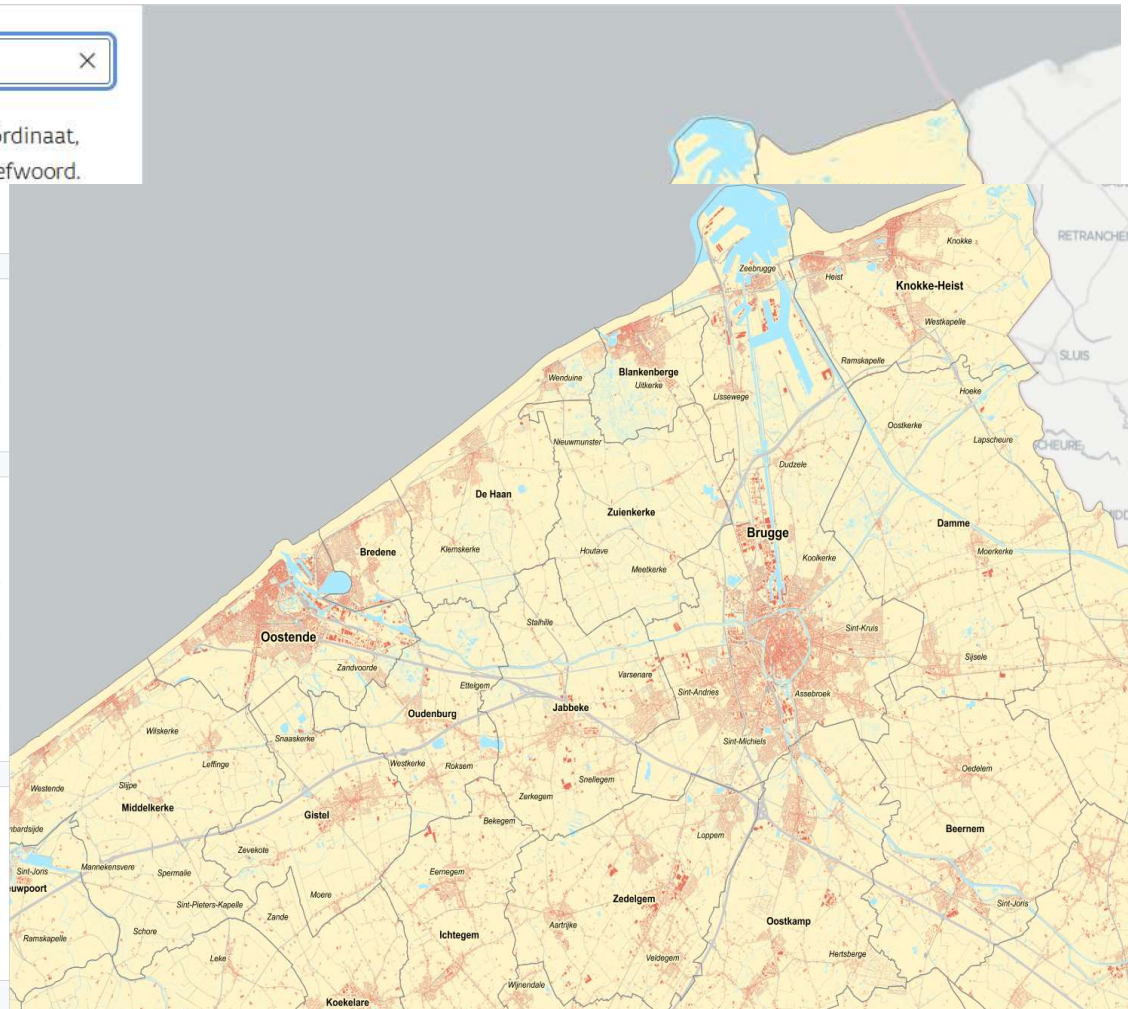 ordinaat,
efwoord.
RETRANCHE
Knokke
Zeebrugge
Heist
Knokke-Heist
Westkapelle
SLUIS
Ramskapelle
Blankenberge
Wenduine
Uitkerke
Hoeke
Lissewege
Oostkerke
Lapscheure
CHEURE
Nieuwmunster
Dudzele
De Haan
Zuienkerke
Damme
MIDD
Brugge
Bredene
Klemskerke
Houtave
Koolkerke
Moerkerke
Meetkerke
Stalhille
Sint-Kruis
Oostende
Sijsele
Zandvoorde
Varsenare
Ettelgem
Sint-Andries
Assebroek
Oudenburg
Jabbeke
Wilskerke
Snaaskerke
Sint-Michiels
Leffinge
Westkerke
Roksem
Oedelem
Snellegem
Westende
Slijpe
Zerkegem
Middelkerke
Gistel
Bekegem
Beernem
nbardsijde
Loppem
Zevekote
Mannekensvere
Sint-Joris
Spermalie
Eernegem
euwpoort
Moere
Zedelgem
Sint-Joris
Sint-Pieters-Kapelle
Zande
Oostkamp
Aartrijke
Schore
Ichtegem
Ramskapelle
Hertsberge
Leke
Veldegem
Wijnendale
Koekelare